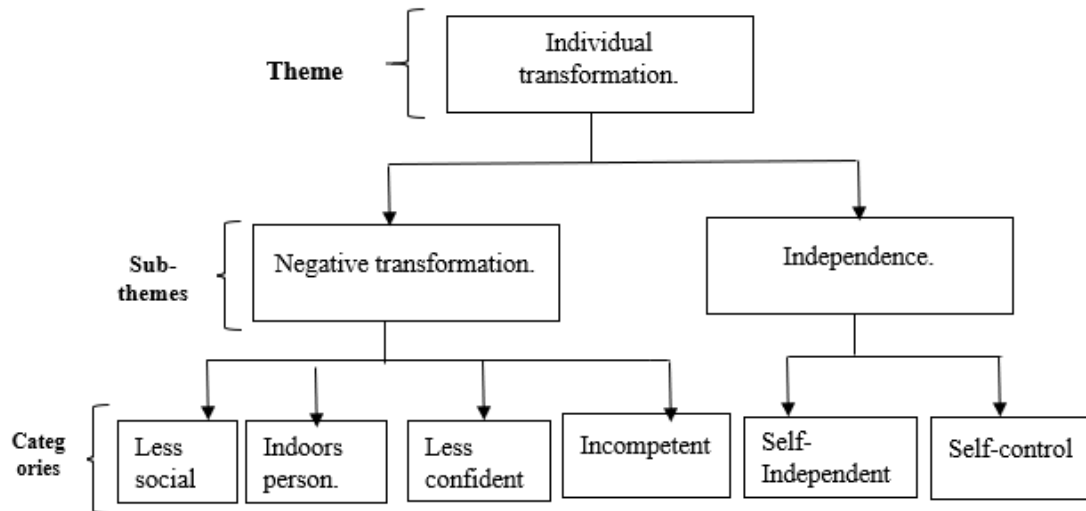 Theme
Individual
transformation.
Sub-
themes
Negative transformation.
Independence.
Categ
ories
Less
social
Indoors
person.
Less
confident
Incompetent
Self-
Independent
Self-control